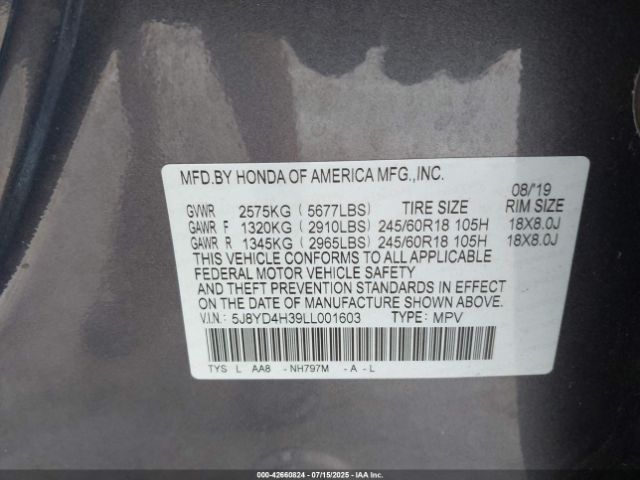 MFD.BY HONDA OF AMERICA MFG.,INC.
08/'19
GVWR 2575KG ( 5677LBS) TIRE SIZE RIM SIZE
GAWR F 1320KG ( 2910LBS) 245/60R18 105H 18X8.0J
GAWR R 1345KG ( 2965LBS) 245/60R18 105H 18X8.0J
THIS VEHICLE CONFORMS TO ALL APPLICABLE
FEDERAL MOTOR VEHICLE SAFETY
AND THEFT PREVENTION STANDARDS IN EFFECT
ON THE DATE OF MANUFACTURE SHOWN ABOVE.
V.I.N.: 5J8YD4H39LL001603 TYPE: MPV
TYS L AA8 -NH797M -A -L
000-42660824 | 07/15/2025 - IAA Corp